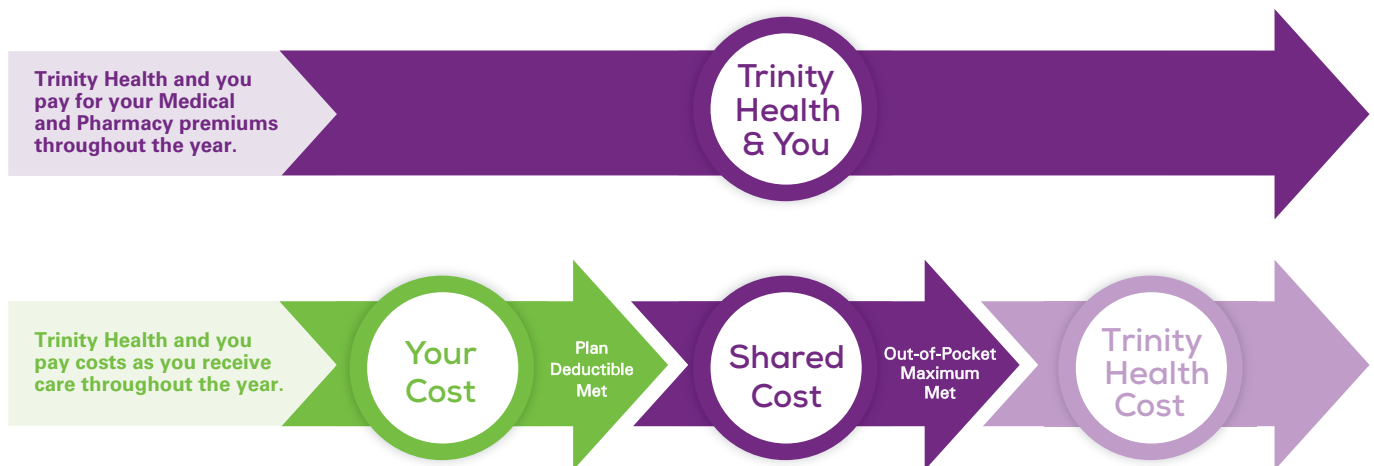 Trinity Health and you
pay for your Medical
and Pharmacy premiums
throughout the year.
Trinity
Health
& You
Trinity Health and you
pay costs as you receive
care throughout the year.
Your
Cost
Plan
Deductible
Met
Shared
Cost
Out-of-Pocket
Maximum
Met
Trinity
Health
Cost